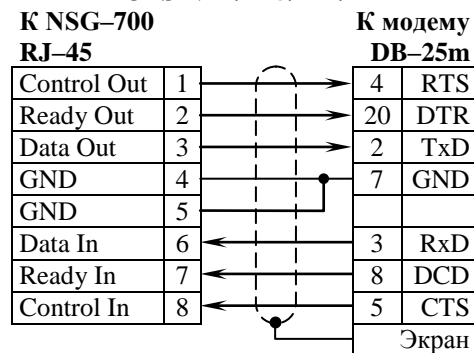 К NSG–700 К модему
RJ–45 DB–25m
Control Out 1 4 RTS
Ready Out 2 20 DTR
Data Out 3 2 TxD
GND 4 7 GND
GND 5
Data In 6 3 RxD
Ready In 7 8 DCD
Control In 8 5 CTS
Экран